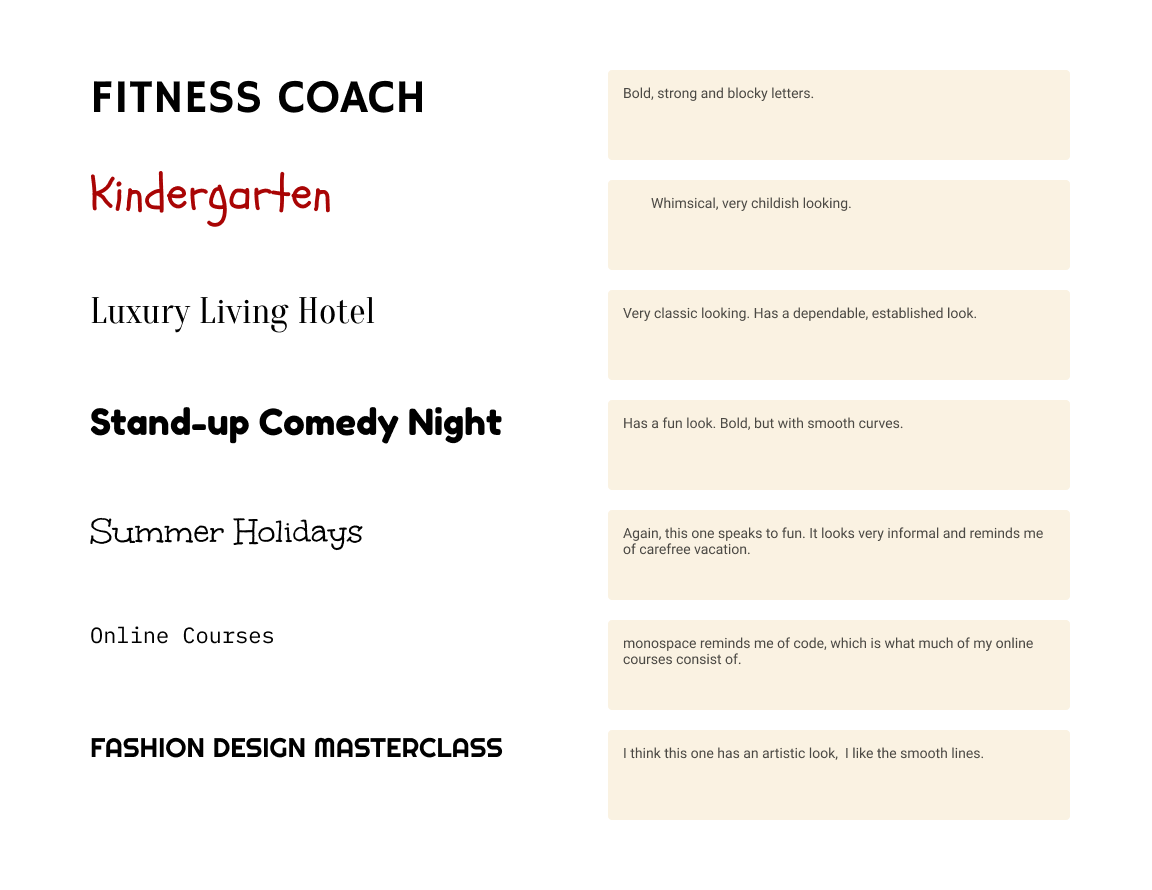 FITNESS COACH
Bold, strong and blocky letters.
Kindergarten
Whimsical, very childish looking.
Luxury Living Hotel
Very classic looking. Has a dependable, established look.
Stand-up Comedy Night
Has a fun look. Bold, but with smooth curves.
Summer Holidays
Again, this one speaks to fun. It looks very informal and reminds me
of carefree vacation.
Online Courses
monospace reminds me of code, which is what much of my online
courses consist of.
FASHION DESIGN MASTERCLASS
I think this one has an artistic look,  I like the smooth lines.